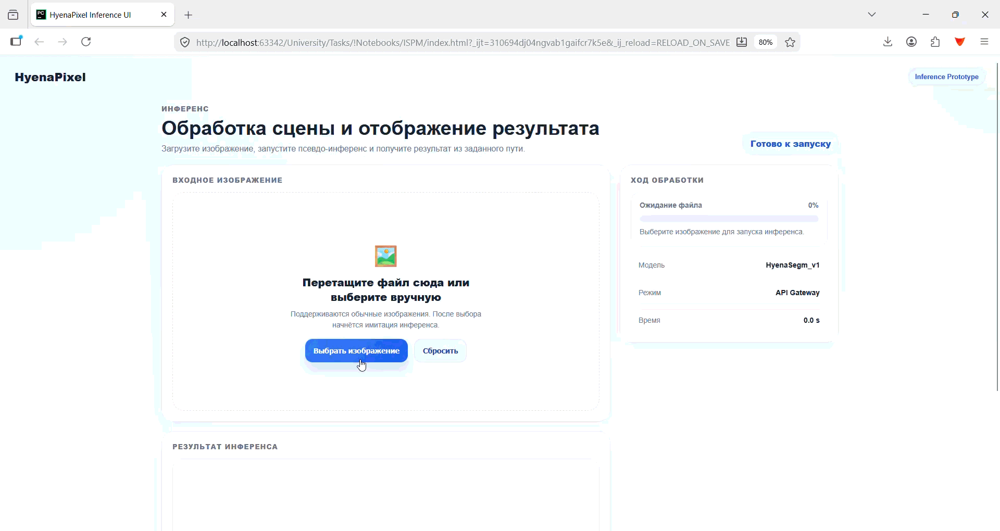 HyenaPixel Inference UI
http://localhost:63342/University/Tasks/!Notebooks/ISPM/index.html?_ijt=310694dj04ngvab1gaifcr7k5e&_ij_reload=RELOAD_ON_SAVE
80%
HyenaPixel
Inference Prototype
ИНФЕРЕНС
Обработка сцены и отображение результата
Загрузите изображение, запустите псевдо-инференс и получите результат из заданного пути.
Готово к запуску
ВХОДНОЕ ИЗОБРАЖЕНИЕ
Перетащите файл сюда или
выберите вручную
Поддерживаются обычные изображения. После выбора
начнётся имитация инференса.
Выбрать изображение
Сбросить
ХОД ОБРАБОТКИ
Ожидание файла 0%
Выберите изображение для запуска инференса.
Модель HyenaSegm_v1
Режим API Gateway
Время 0.0 s
РЕЗУЛЬТАТ ИНФЕРЕНСА